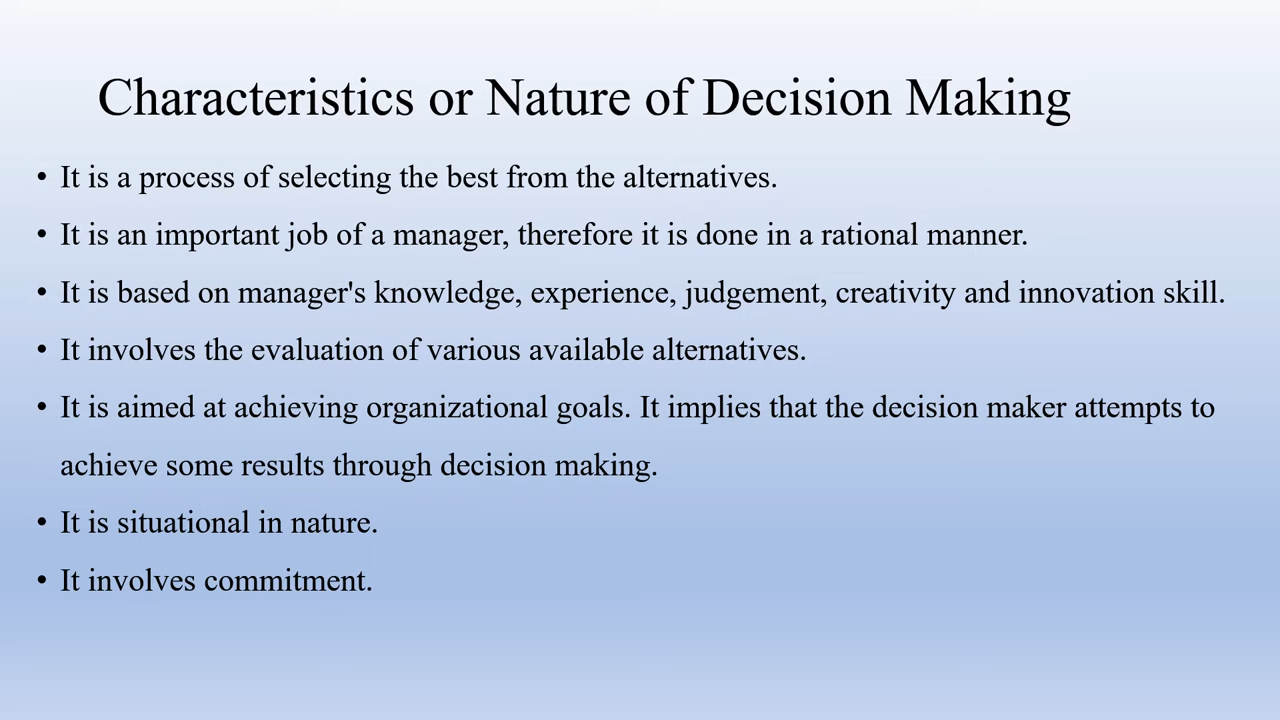 Characteristics or Nature of Decision Making
• It is a process of selecting the best from the alternatives.
• It is an important job of a manager, therefore it is done in a rational manner.
• It is based on manager's knowledge, experience, judgement, creativity and innovation skill.
• It involves the evaluation of various available alternatives.
• It is aimed at achieving organizational goals. It implies that the decision maker attempts to
achieve some results through decision making.
• It is situational in nature.
• It involves commitment.